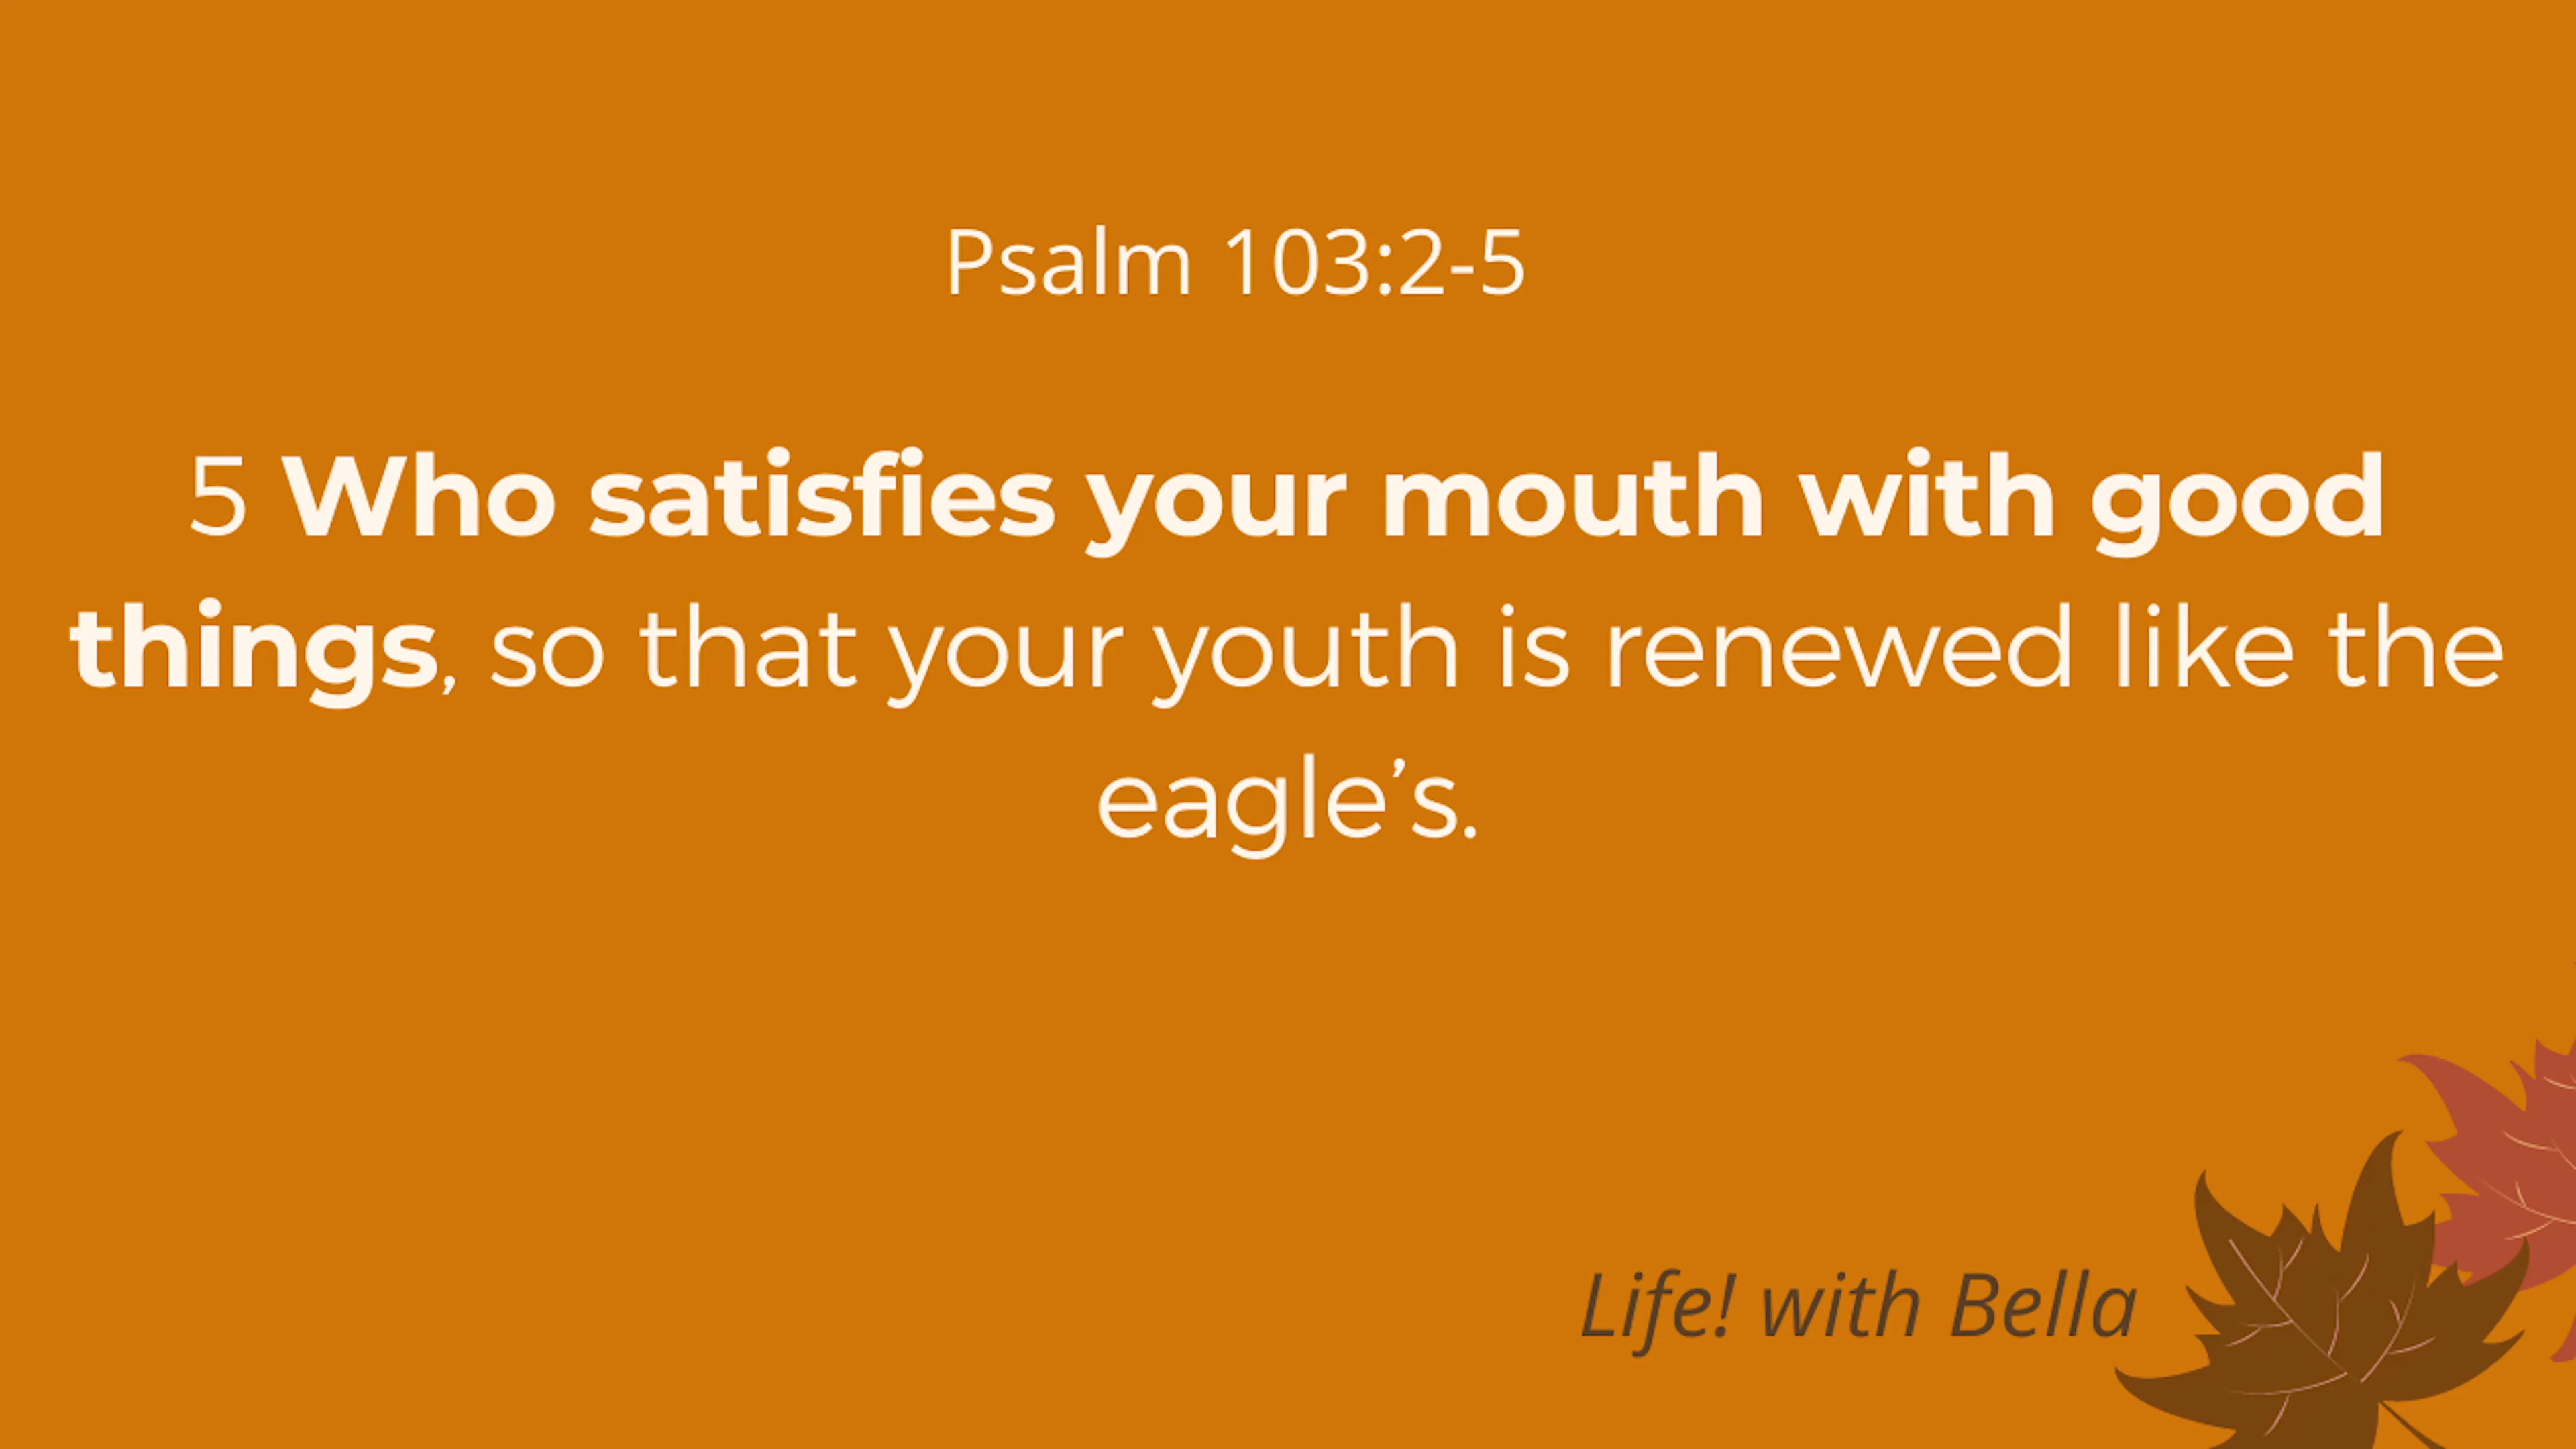 Psalm 103:2-5
5 Who satisfies your mouth with good
things, so that your youth is renewed like the
eagle’s.
Life! with Bella